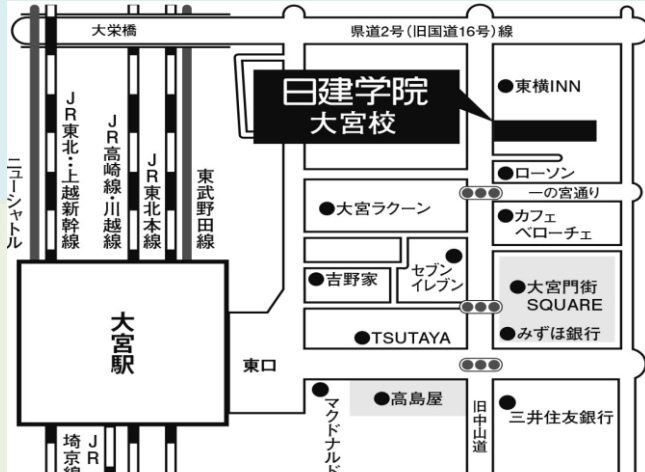 大栄橋
県道2号(旧国道16号)線
日建学院
大宮校
東横INN
ローソン
一の宮通り
カフェ
ベローチェ
大宮ラクーン
吉野家
セブン
イレブン
大宮門街
SQUARE
みずほ銀行
TSUTAYA
東口
高島屋
マクドナルド
旧中山道
三井住友銀行
大宮駅
ニューシャトル
JR東北・上越新幹線
JR高崎線・川越線
JR東北本線
東武野田線
JR
埼京線